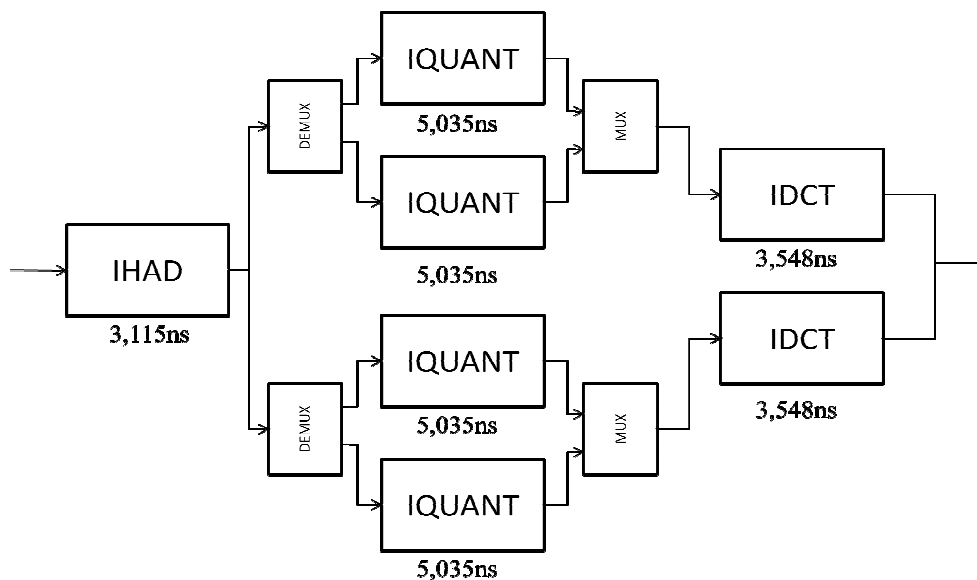 IQUANT
5,035ns
DEMUX
MUX
IQUANT
5,035ns
IDCT
3,548ns
IHAD
3,115ns
IQUANT
5,035ns
DEMUX
MUX
IDCT
3,548ns
IQUANT
5,035ns